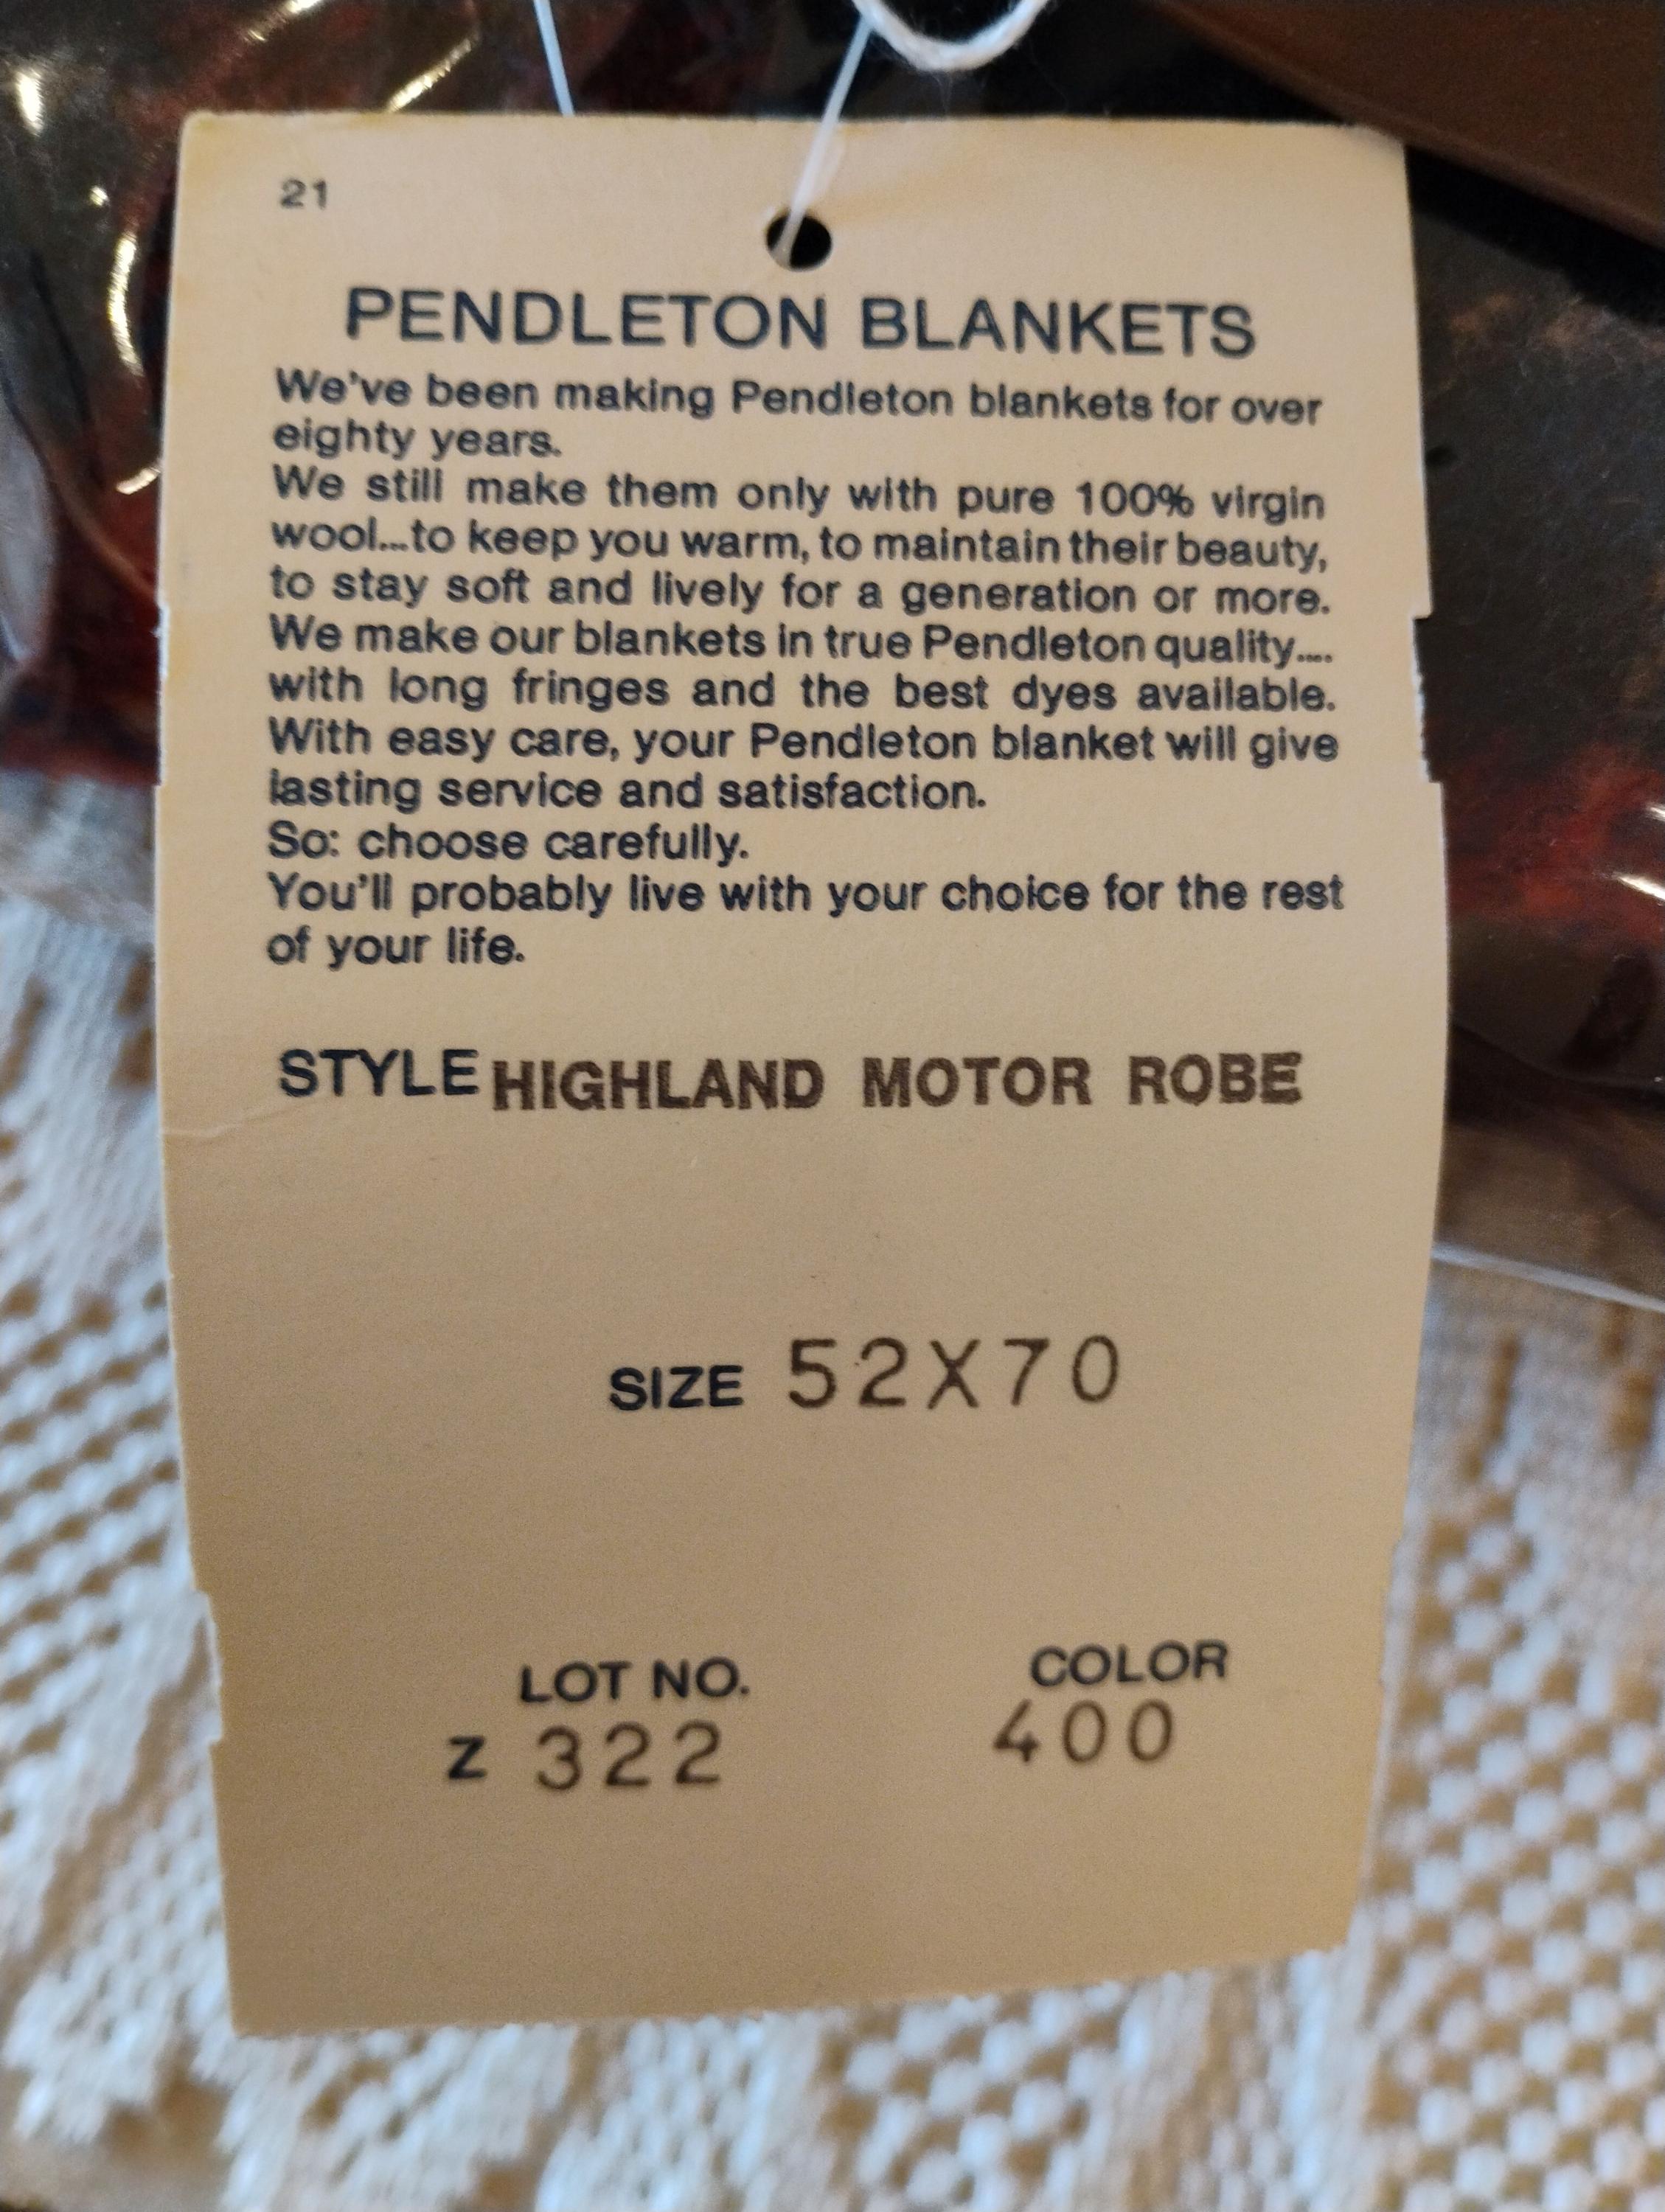 21
PENDLETON BLANKETS
We've been making Pendleton blankets for over
eighty years.
We still make them only with pure 100% virgin
wool...to keep you warm, to maintain their beauty,
to stay soft and lively for a generation or more.
We make our blankets in true Pendleton quality....
with long fringes and the best dyes available.
With easy care, your Pendleton blanket will give
lasting service and satisfaction.
So: choose carefully.
You'll probably live with your choice for the rest
of your life.
STYLE HIGHLAND MOTOR ROBE
SIZE 52X70
LOT NO. COLOR
Z 322 400